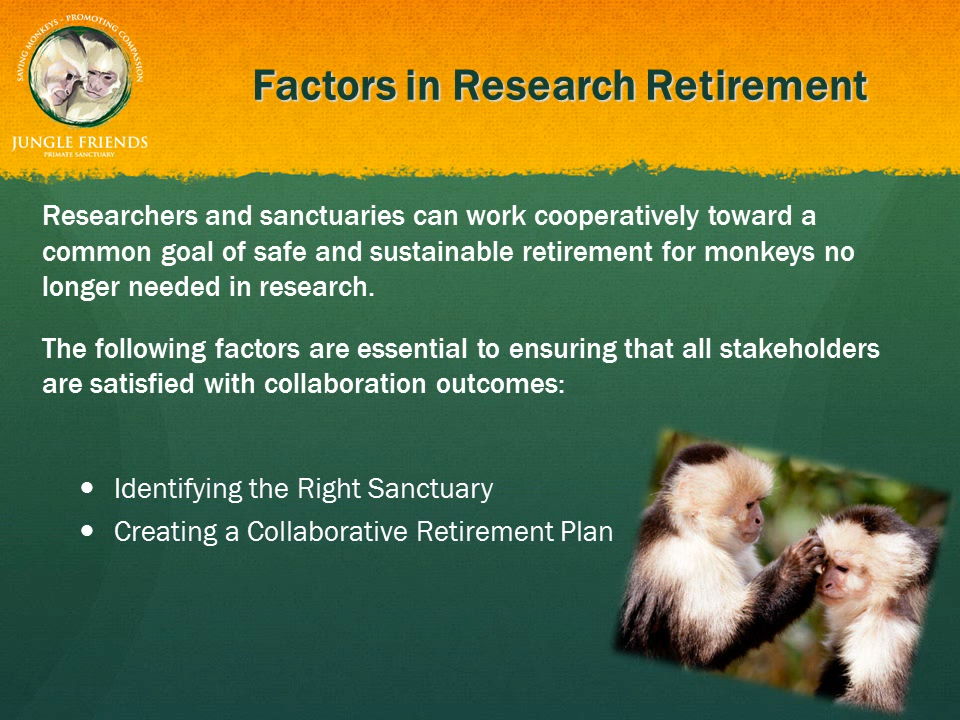 SAVING MONKEYS - PROMOTING COMPASSION
JUNGLE FRIENDS
PRIMATE SANCTUARY
Factors in Research Retirement
Researchers and sanctuaries can work cooperatively toward a
common goal of safe and sustainable retirement for monkeys no
longer needed in research.
The following factors are essential to ensuring that all stakeholders
are satisfied with collaboration outcomes:
• Identifying the Right Sanctuary
• Creating a Collaborative Retirement Plan